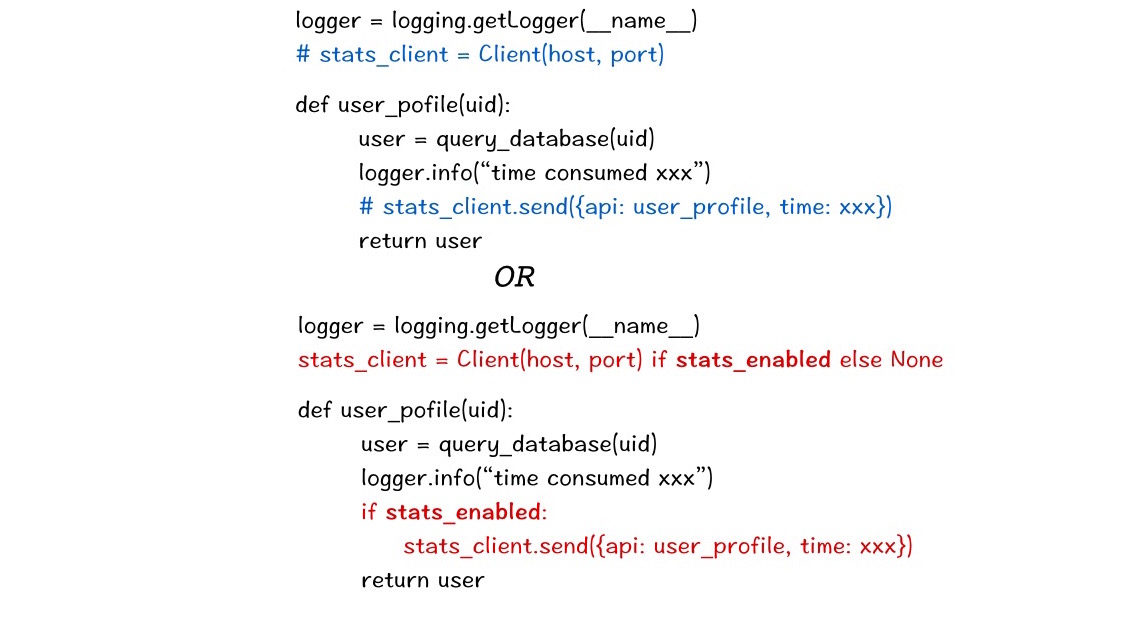 logger = logging.getLogger(__name__)
# stats_client = Client(host, port)
def user_pofile(uid):
user = query_database(uid)
logger.info(“time consumed xxx”)
# stats_client.send({api: user_profile, time: xxx})
return user
OR
logger = logging.getLogger(__name__)
stats_client = Client(host, port) if stats_enabled else None
def user_pofile(uid):
user = query_database(uid)
logger.info(“time consumed xxx”)
if stats_enabled:
stats_client.send({api: user_profile, time: xxx})
return user